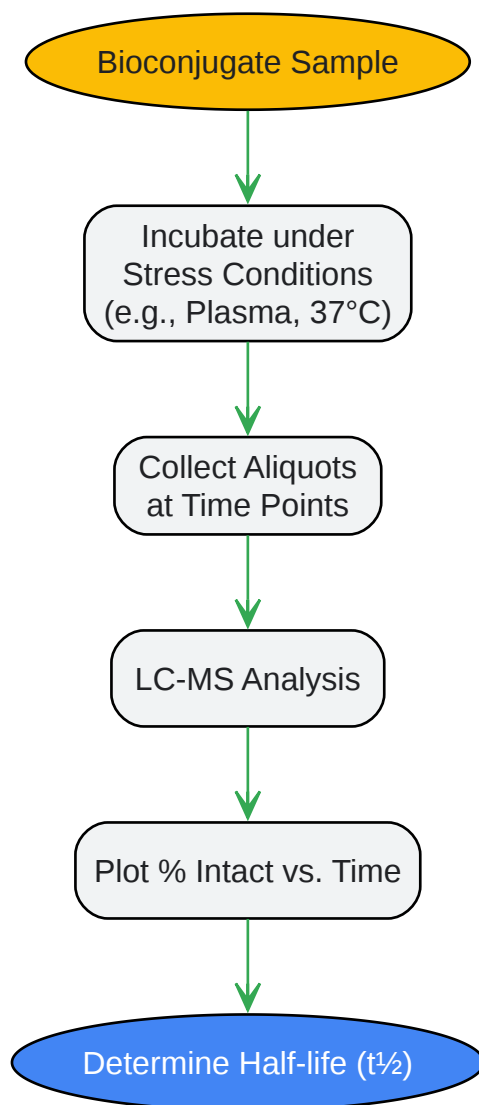 Bioconjugate Sample
Incubate under
Stress Conditions
(e.g., Plasma, 37°C)
Collect Aliquots
at Time Points
LC-MS Analysis
Plot % Intact vs. Time
Determine Half-life (t½)